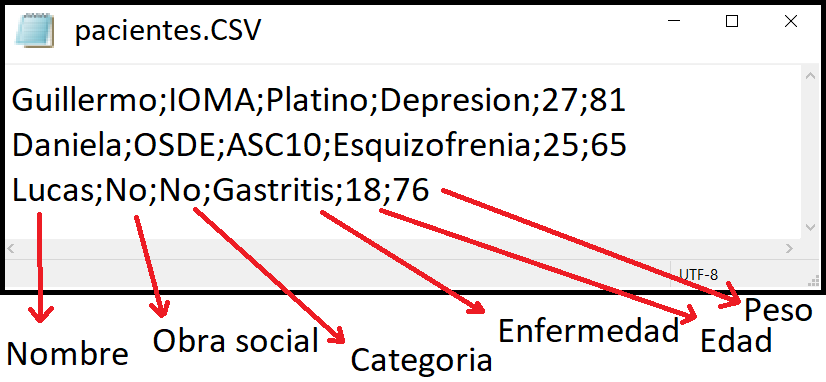 pacientes.CSV
Guillermo;IOMA;Platino;Depresion;27;81
Daniela;OSDE;ASC10;Esquizofrenia;25;65
Lucas;No;No;Gastritis;18;76
UTF-8
Nombre
Obra social
Categoria
Enfermedad
Edad
Peso